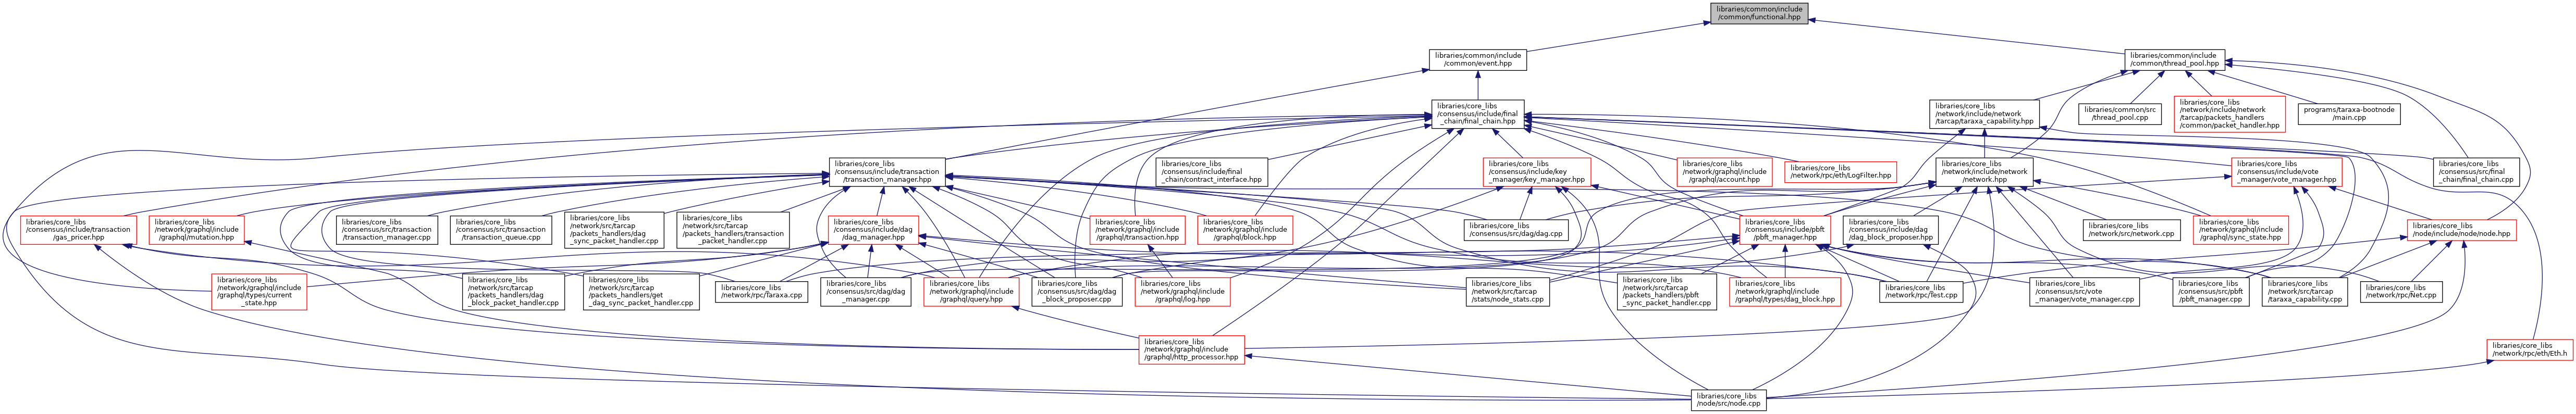 libraries/common/include
/common/functional.hpp
libraries/common/include
/common/event.hpp
libraries/common/include
/common/thread_pool.hpp
libraries/core_libs
/consensus/include/final
_chain/final_chain.hpp
libraries/core_libs
/network/include/network
/tarcap/taraxa_capability.hpp
libraries/common/src
/thread_pool.cpp
libraries/core_libs
/network/include/network
/tarcap/packets_handlers
/common/packet_handler.hpp
programs/taraxa-bootnode
/main.cpp
libraries/core_libs
/consensus/include/transaction
/transaction_manager.hpp
libraries/core_libs
/consensus/include/final
_chain/contract_interface.hpp
libraries/core_libs
/consensus/include/key
_manager/key_manager.hpp
libraries/core_libs
/network/graphql/include
/graphql/account.hpp
libraries/core_libs
/network/rpc/eth/LogFilter.hpp
libraries/core_libs
/network/include/network
/network.hpp
libraries/core_libs
/consensus/include/vote
_manager/vote_manager.hpp
libraries/core_libs
/consensus/src/final
_chain/final_chain.cpp
libraries/core_libs
/consensus/include/transaction
/gas_pricer.hpp
libraries/core_libs
/network/graphql/include
/graphql/mutation.hpp
libraries/core_libs
/consensus/src/transaction
/transaction_manager.cpp
libraries/core_libs
/consensus/src/transaction
/transaction_queue.cpp
libraries/core_libs
/network/src/tarcap
/packets_handlers/dag
_sync_packet_handler.cpp
libraries/core_libs
/network/src/tarcap
/packets_handlers/transaction
_packet_handler.cpp
libraries/core_libs
/consensus/include/dag
/dag_manager.hpp
libraries/core_libs
/network/graphql/include
/graphql/transaction.hpp
libraries/core_libs
/network/graphql/include
/graphql/block.hpp
libraries/core_libs
/consensus/src/dag/dag.cpp
libraries/core_libs
/consensus/include/pbft
/pbft_manager.hpp
libraries/core_libs
/consensus/include/dag
/dag_block_proposer.hpp
libraries/core_libs
/network/src/network.cpp
libraries/core_libs
/network/graphql/include
/graphql/sync_state.hpp
libraries/core_libs
/node/include/node/node.hpp
libraries/core_libs
/network/graphql/include
/graphql/types/current
_state.hpp
libraries/core_libs
/network/src/tarcap
/packets_handlers/dag
_block_packet_handler.cpp
libraries/core_libs
/network/src/tarcap
/packets_handlers/get
_dag_sync_packet_handler.cpp
libraries/core_libs
/network/rpc/Taraxa.cpp
libraries/core_libs
/consensus/src/dag/dag
_manager.cpp
libraries/core_libs
/network/graphql/include
/graphql/query.hpp
libraries/core_libs
/consensus/src/dag/dag
_block_proposer.cpp
libraries/core_libs
/network/graphql/include
/graphql/log.hpp
libraries/core_libs
/network/src/tarcap
/stats/node_stats.cpp
libraries/core_libs
/network/src/tarcap
/packets_handlers/pbft
_sync_packet_handler.cpp
libraries/core_libs
/network/graphql/include
/graphql/types/dag_block.hpp
libraries/core_libs
/network/rpc/Test.cpp
libraries/core_libs
/consensus/src/vote
_manager/vote_manager.cpp
libraries/core_libs
/consensus/src/pbft
/pbft_manager.cpp
libraries/core_libs
/network/src/tarcap
/taraxa_capability.cpp
libraries/core_libs
/network/rpc/Net.cpp
libraries/core_libs
/network/graphql/include
/graphql/http_processor.hpp
libraries/core_libs
/network/rpc/eth/Eth.h
libraries/core_libs
/node/src/node.cpp